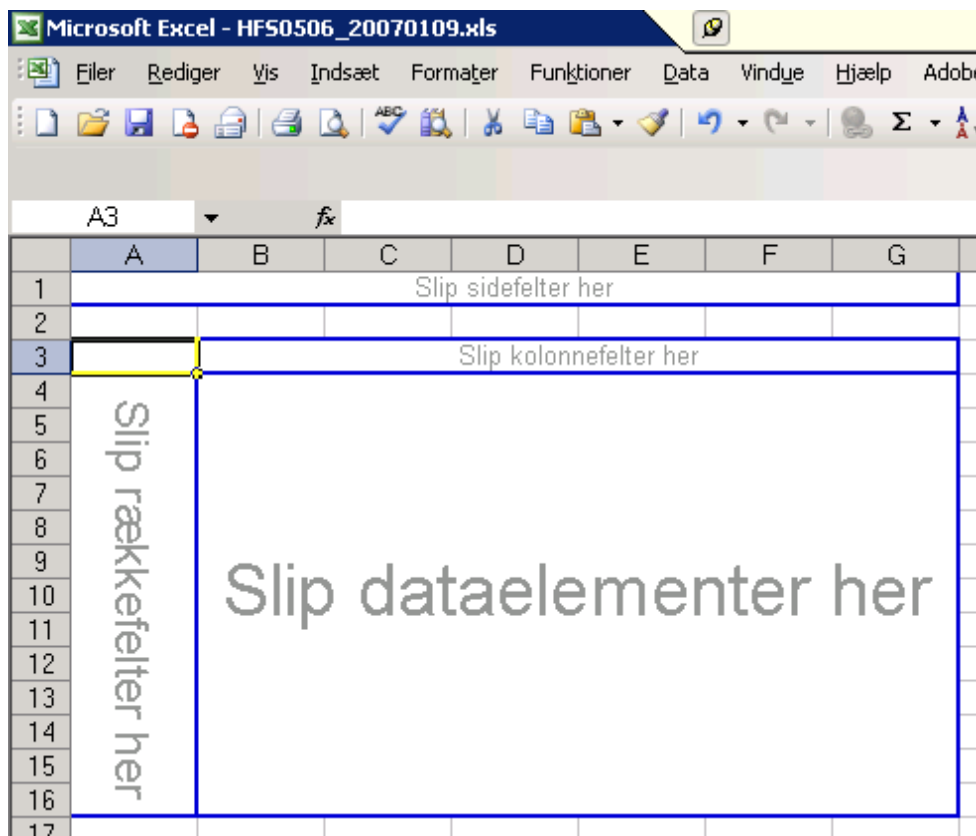 Microsoft Excel - HFS0506_20070109.xls
Filer Rediger Vis Indsæt Formater Funktioner Data Vindue Hjælp
ABC
Σ
A3 fx
A B C D E F G
1 Slip sidefelter her
2
3 Slip kolonnefelter her
4
5
6
7
8
9
10
11
12
13
14
15
16
17
Slip rækkefelter her
Slip dataelementer her